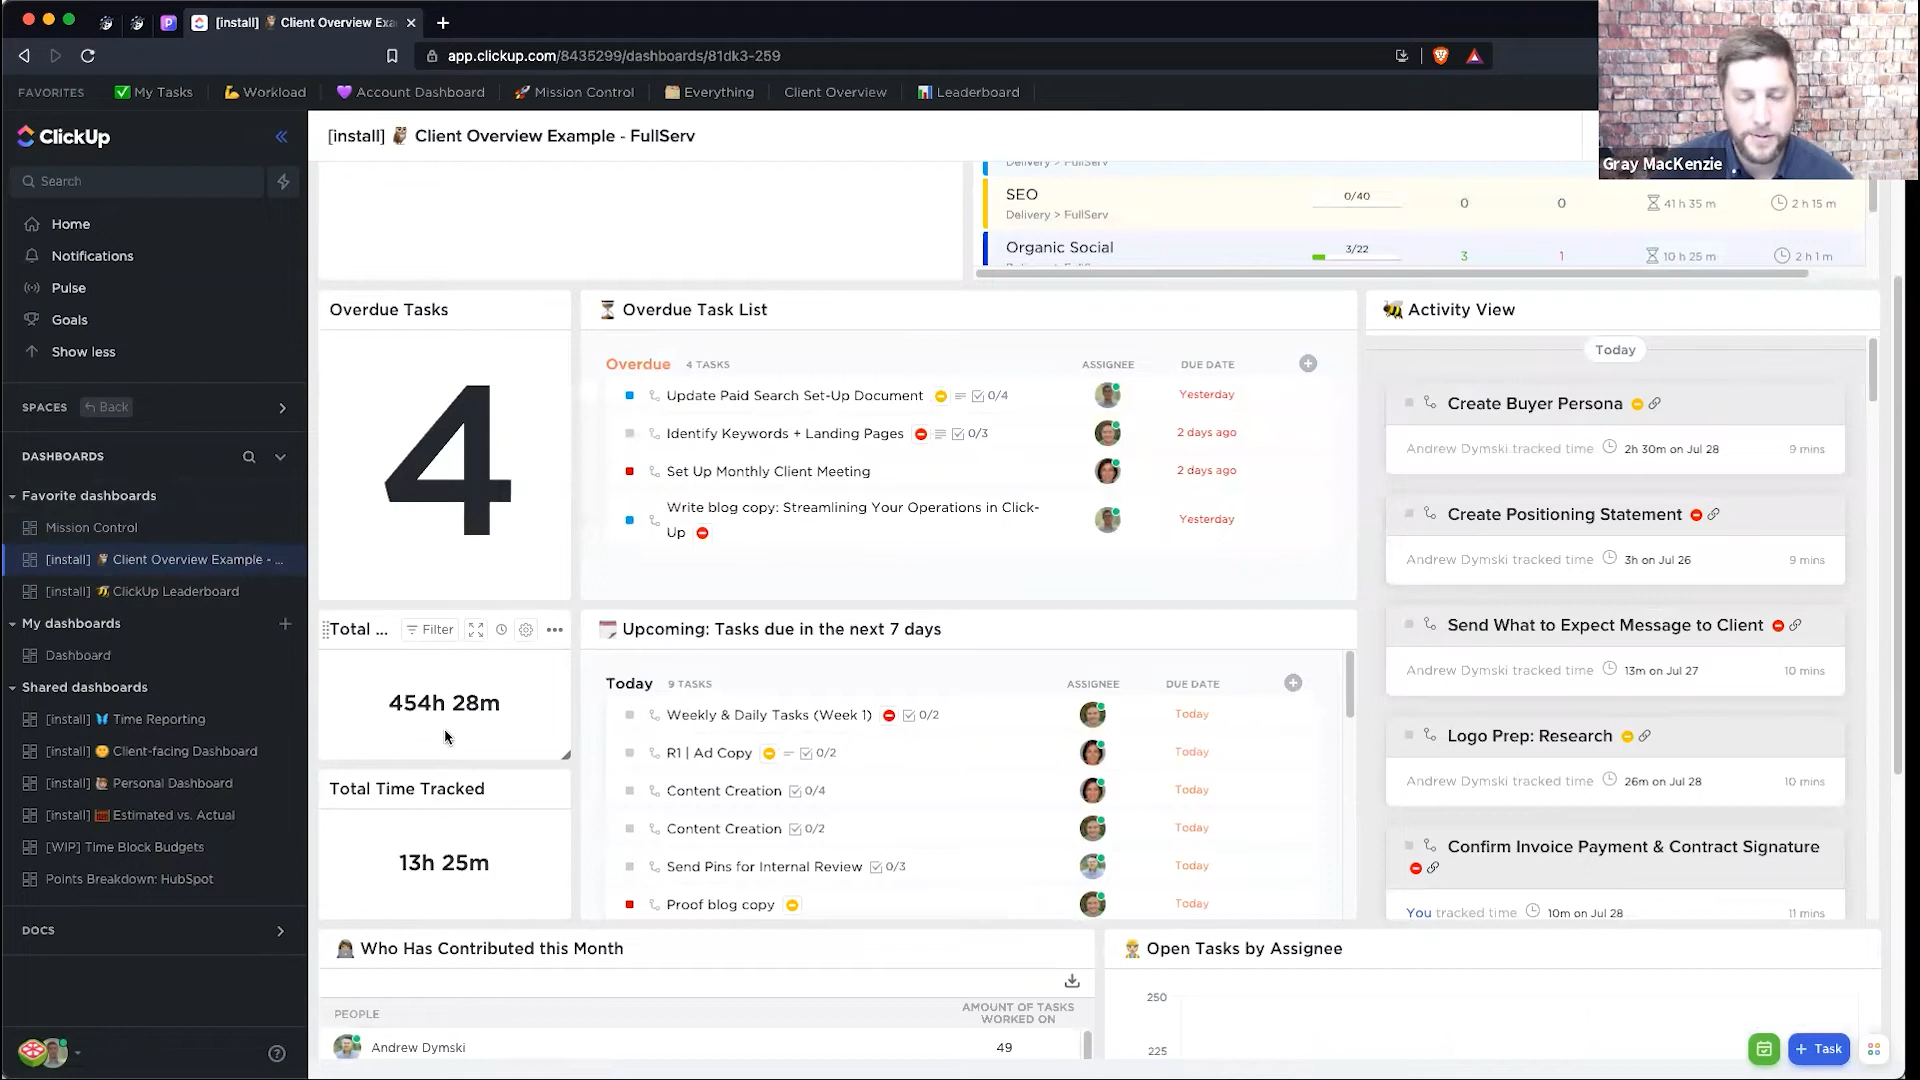 [install] Client Overview Exa
app.clickup.com/8435299/dashboards/81dk3-259
FAVORITES
My Tasks
Workload
Account Dashboard
Mission Control
Everything
Client Overview
Leaderboard
Gray MacKenzie
ClickUp
[install] Client Overview Example - FullServ
Search
Home
Notifications
Pulse
Goals
Show less
SPACES
Back
DASHBOARDS
Favorite dashboards
Mission Control
[install] Client Overview Example - ...
[install] ClickUp Leaderboard
My dashboards
Dashboard
Shared dashboards
[install] Time Reporting
[install] Client-facing Dashboard
[install] Personal Dashboard
[install] Estimated vs. Actual
[WIP] Time Block Budgets
Points Breakdown: HubSpot
DOCS
Delivery > FullServ
SEO
Delivery > FullServ
0/40
0
0
41 h 35 m
2 h 15 m
Organic Social
3/22
3
1
10 h 25 m
2 h 1 m
Overdue Tasks
4
Overdue Task List
Overdue 4 TASKS ASSIGNEE DUE DATE
Update Paid Search Set-Up Document 0/4 Yesterday
Identify Keywords + Landing Pages 0/3 2 days ago
Set Up Monthly Client Meeting 2 days ago
Write blog copy: Streamlining Your Operations in Click-
Up
Yesterday
Activity View
Today
Create Buyer Persona
Andrew Dymski tracked time 2h 30m on Jul 28 9 mins
Create Positioning Statement
Andrew Dymski tracked time 3h on Jul 26 9 mins
Send What to Expect Message to Client
Andrew Dymski tracked time 13m on Jul 27 10 mins
Logo Prep: Research
Andrew Dymski tracked time 26m on Jul 28 10 mins
Confirm Invoice Payment & Contract Signature
You tracked time 10m on Jul 28 11 mins
Total ...
Filter
454h 28m
Total Time Tracked
13h 25m
Upcoming: Tasks due in the next 7 days
Today 9 TASKS ASSIGNEE DUE DATE
Weekly & Daily Tasks (Week 1) 0/2 Today
R1 | Ad Copy 0/2 Today
Content Creation 0/4 Today
Content Creation 0/2 Today
Send Pins for Internal Review 0/3 Today
Proof blog copy Today
Who Has Contributed this Month
PEOPLE
AMOUNT OF TASKS
WORKED ON
Andrew Dymski
49
Open Tasks by Assignee
250
225
+ Task